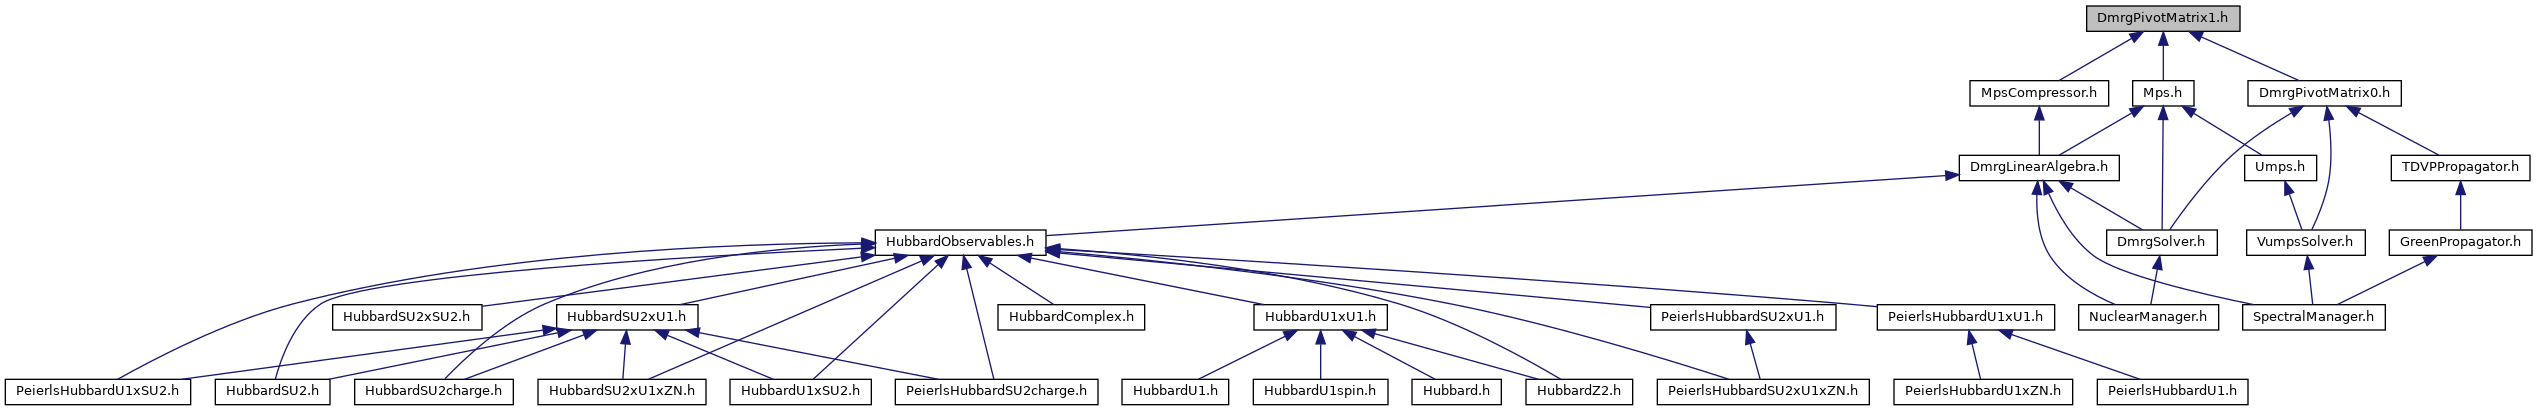 DmrgPivotMatrix1.h
MpsCompressor.h
Mps.h
DmrgPivotMatrix0.h
DmrgLinearAlgebra.h
Umps.h
TDVPPropagator.h
HubbardObservables.h
DmrgSolver.h
VumpsSolver.h
GreenPropagator.h
HubbardSU2xSU2.h
HubbardSU2xU1.h
HubbardComplex.h
HubbardU1xU1.h
PeierlsHubbardSU2xU1.h
PeierlsHubbardU1xU1.h
NuclearManager.h
SpectralManager.h
PeierlsHubbardU1xSU2.h
HubbardSU2.h
HubbardSU2charge.h
HubbardSU2xU1xZN.h
HubbardU1xSU2.h
PeierlsHubbardSU2charge.h
HubbardU1.h
HubbardU1spin.h
Hubbard.h
HubbardZ2.h
PeierlsHubbardSU2xU1xZN.h
PeierlsHubbardU1xZN.h
PeierlsHubbardU1.h